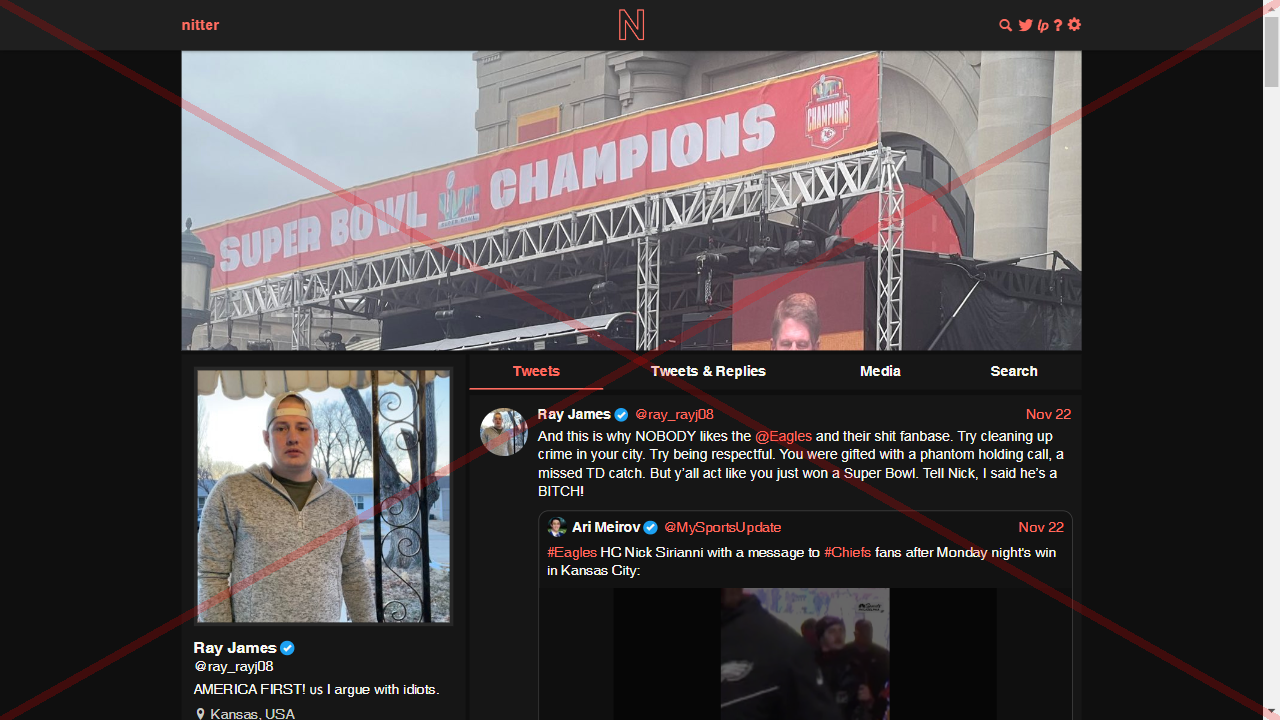 nitter
N
lp ?
SUPER BOWL LVII CHAMPIONS
CHAMPIONS
Tweets
Tweets & Replies
Media
Search
Ray James @ray_rayj08 Nov 22
And this is why NOBODY likes the @Eagles and their shit fanbase. Try cleaning up
crime in your city. Try being respectful. You were gifted with a phantom holding call, a
missed TD catch. But y'all act like you just won a Super Bowl. Tell Nick, I said he's a
BITCH!
Ari Meirov @MySportsUpdate Nov 22
#Eagles HC Nick Sirianni with a message to #Chiefs fans after Monday night's win
in Kansas City:
Ray James
@ray_rayj08
AMERICA FIRST! us I argue with idiots.
Kansas, USA